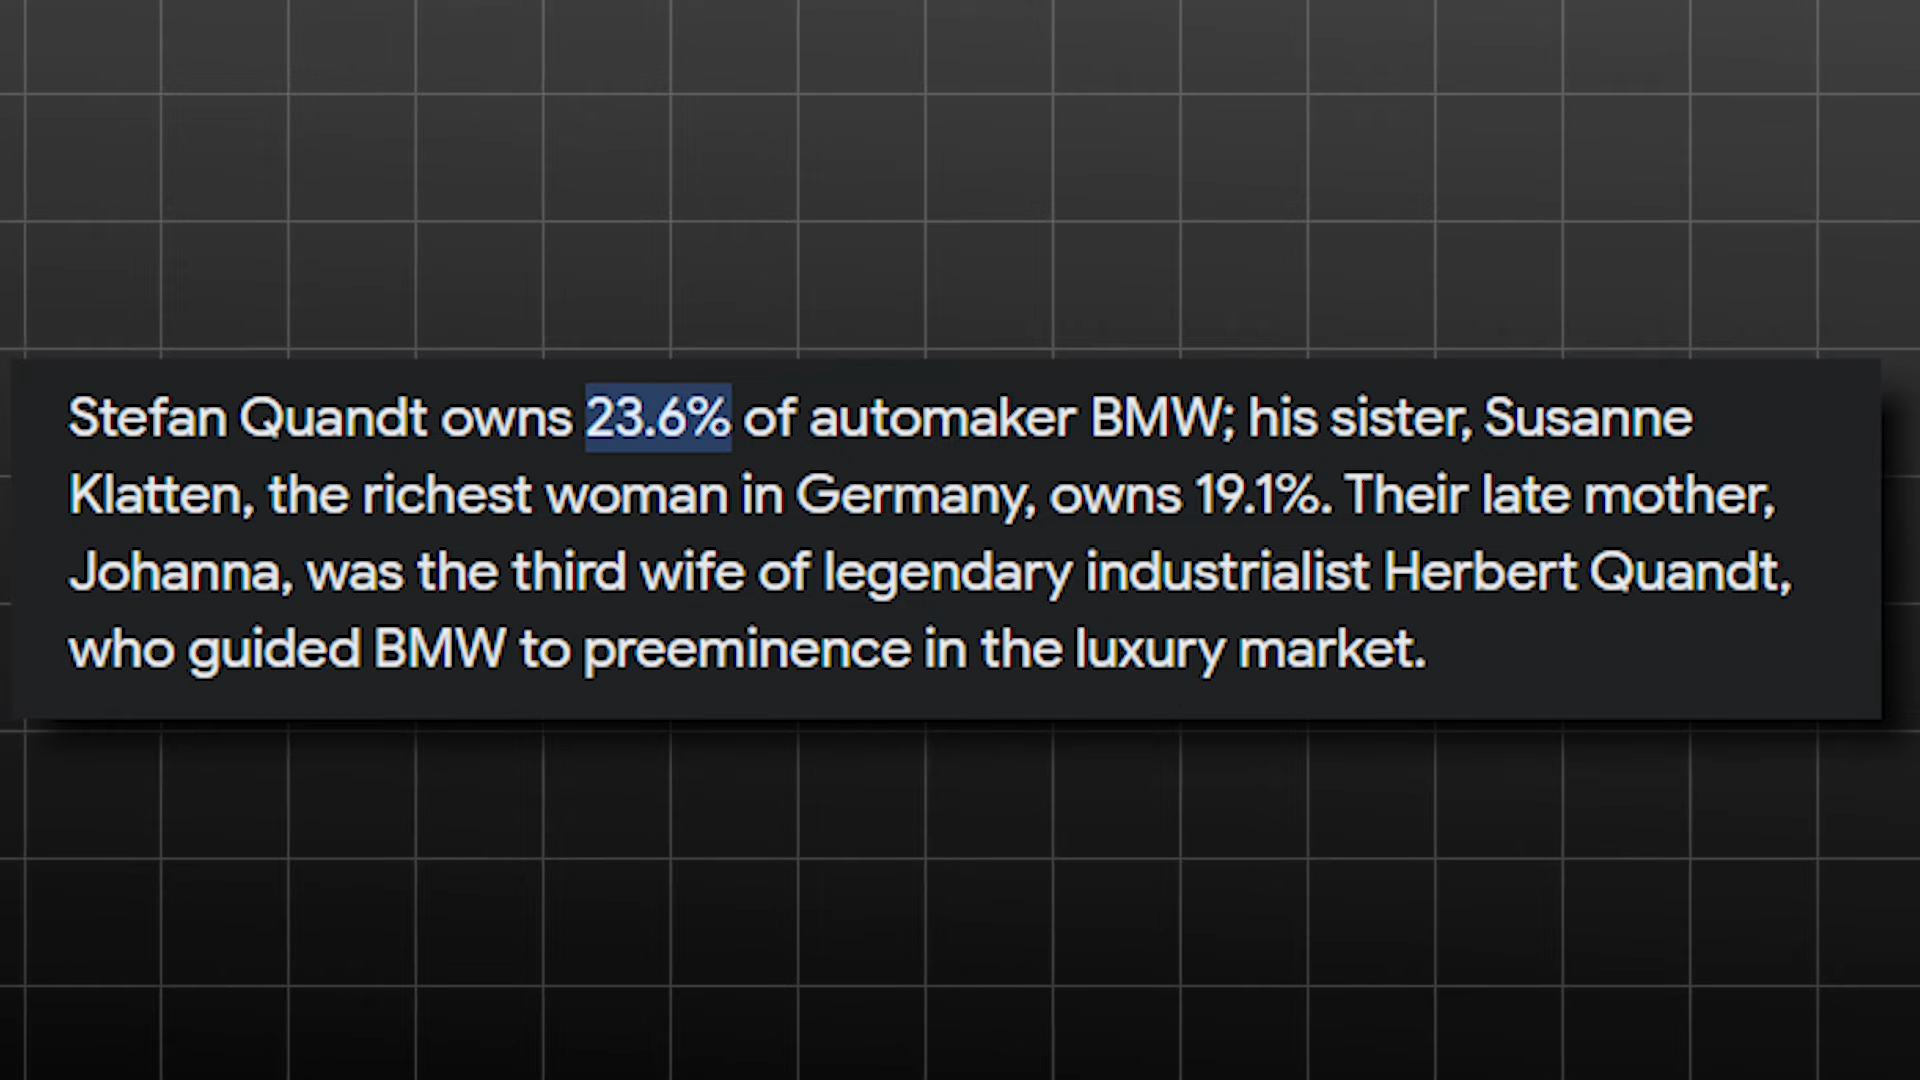 Stefan Quandt owns 23.6% of automaker BMW; his sister, Susanne
Klatten, the richest woman in Germany, owns 19.1%. Their late mother,
Johanna, was the third wife of legendary industrialist Herbert Quandt,
who guided BMW to preeminence in the luxury market.